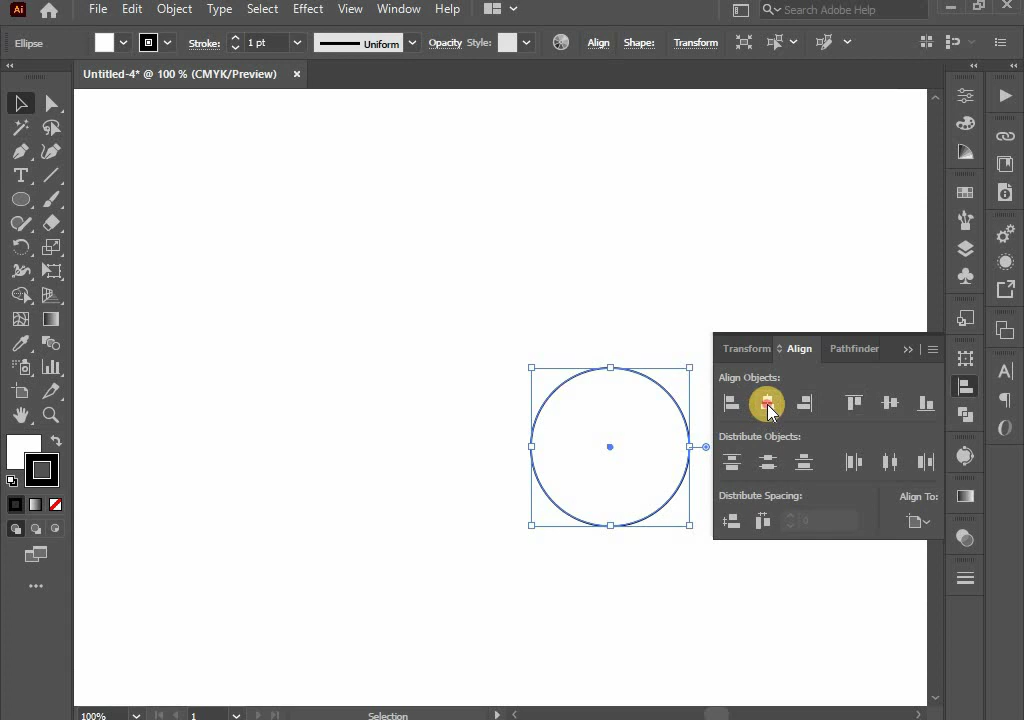 Ai File Edit Object Type Select Effect View Window Help Search Adobe Help
Ellipse Stroke: 1 pt Uniform Opacity Style: Align Shape: Transform
Untitled-4* @ 100 % (CMYK/Preview) ×
Transform Align Pathfinder
Align Objects:
Distribute Objects:
Distribute Spacing: Align To:
0
100% 1 Selection